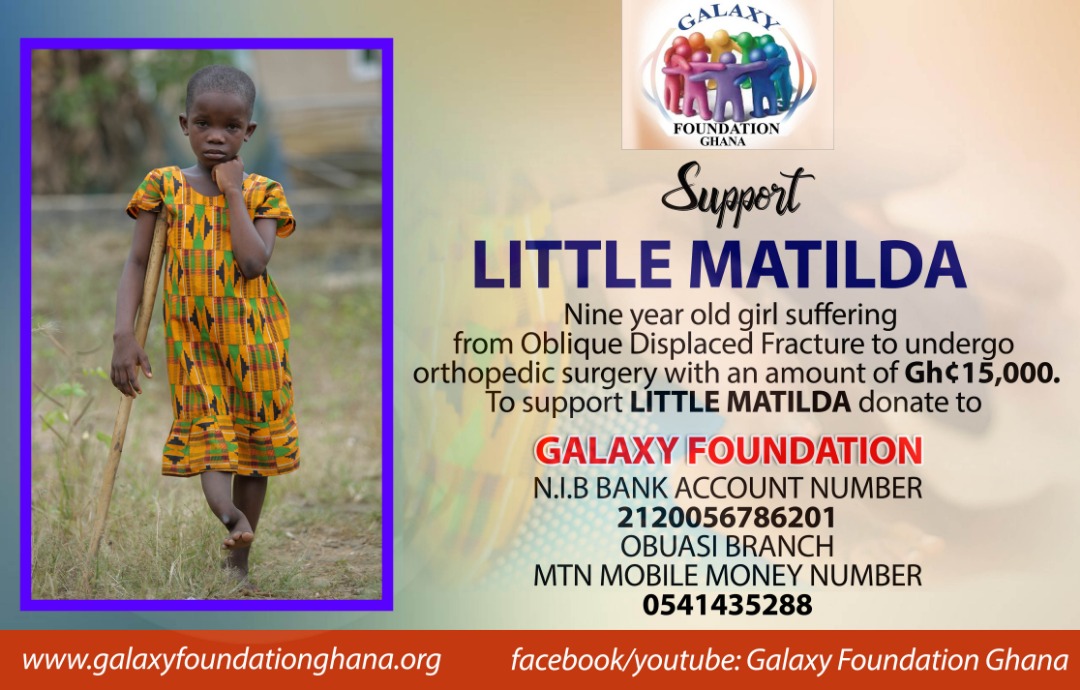 GALAXY
FOUNDATION
GHANA
Support
LITTLE MATILDA
Nine year old girl suffering
from Oblique Displaced Fracture to undergo
orthopedic surgery with an amount of Gh¢15,000.
To support LITTLE MATILDA donate to
GALAXY FOUNDATION
N.I.B BANK ACCOUNT NUMBER
2120056786201
OBUASI BRANCH
MTN MOBILE MONEY NUMBER
0541435288
www.galaxyfoundationghana.org
facebook/youtube: Galaxy Foundation Ghana